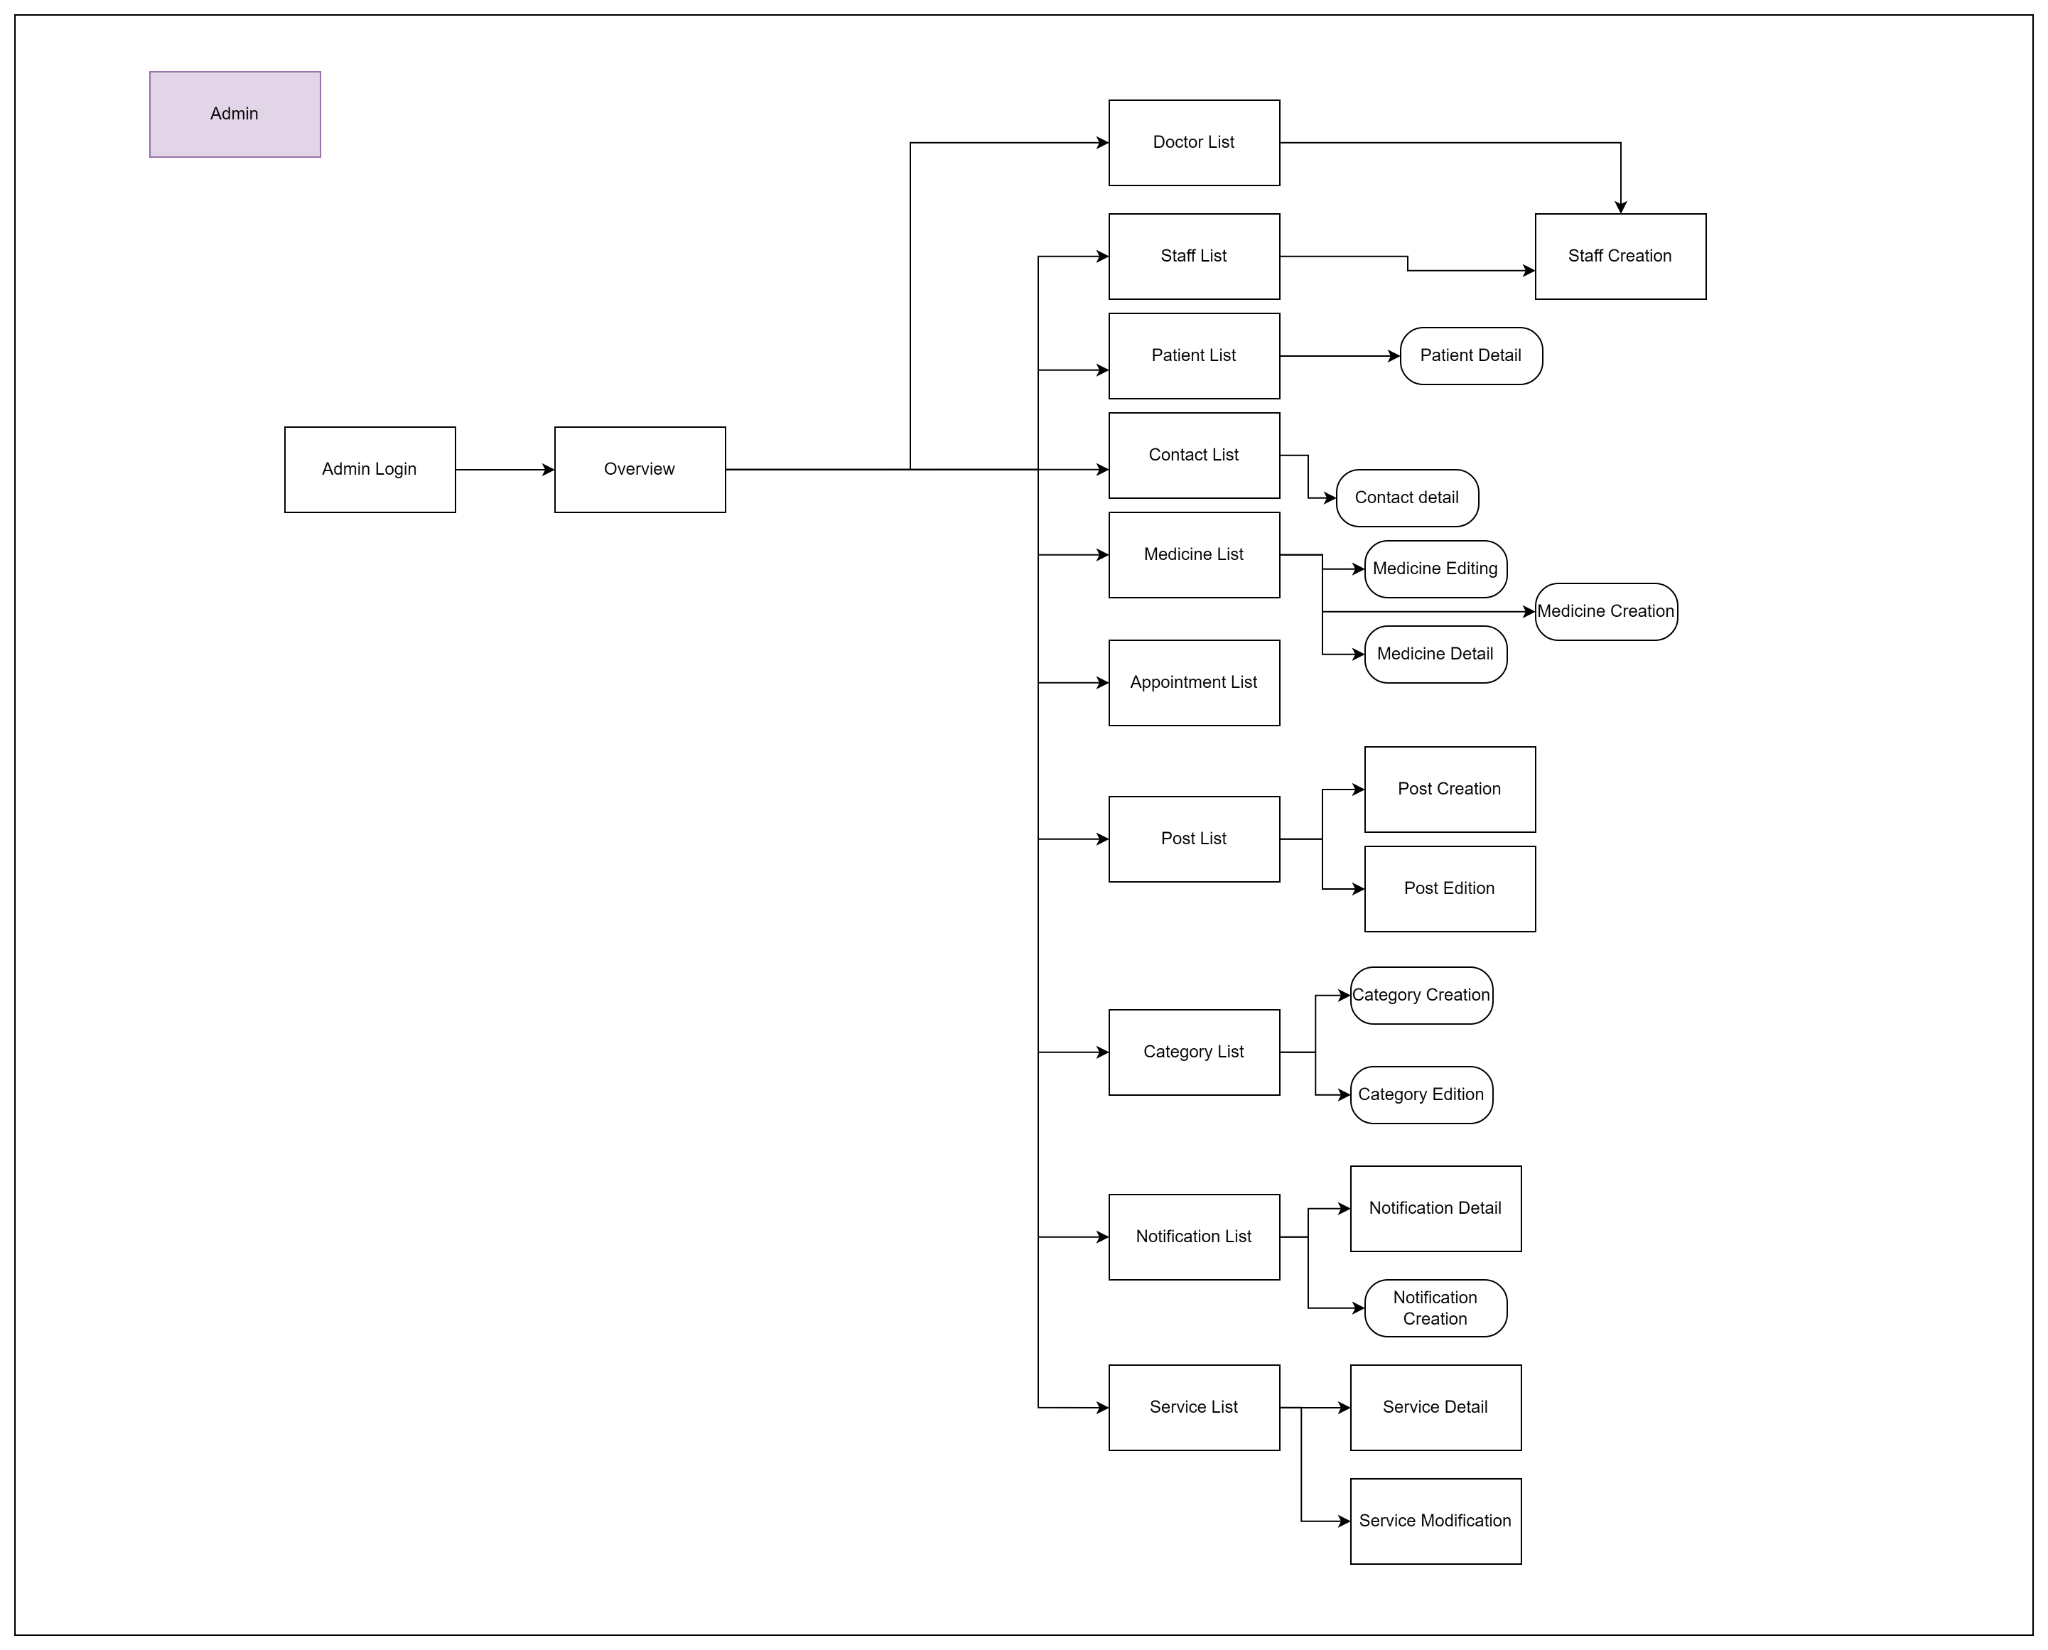 Admin
Doctor List
Staff List
Staff Creation
Patient List
Patient Detail
Admin Login
Overview
Contact List
Contact detail
Medicine List
Medicine Editing
Medicine Creation
Medicine Detail
Appointment List
Post Creation
Post List
Post Edition
Category Creation
Category List
Category Edition
Notification Detail
Notification List
Notification
Creation
Service List
Service Detail
Service Modification